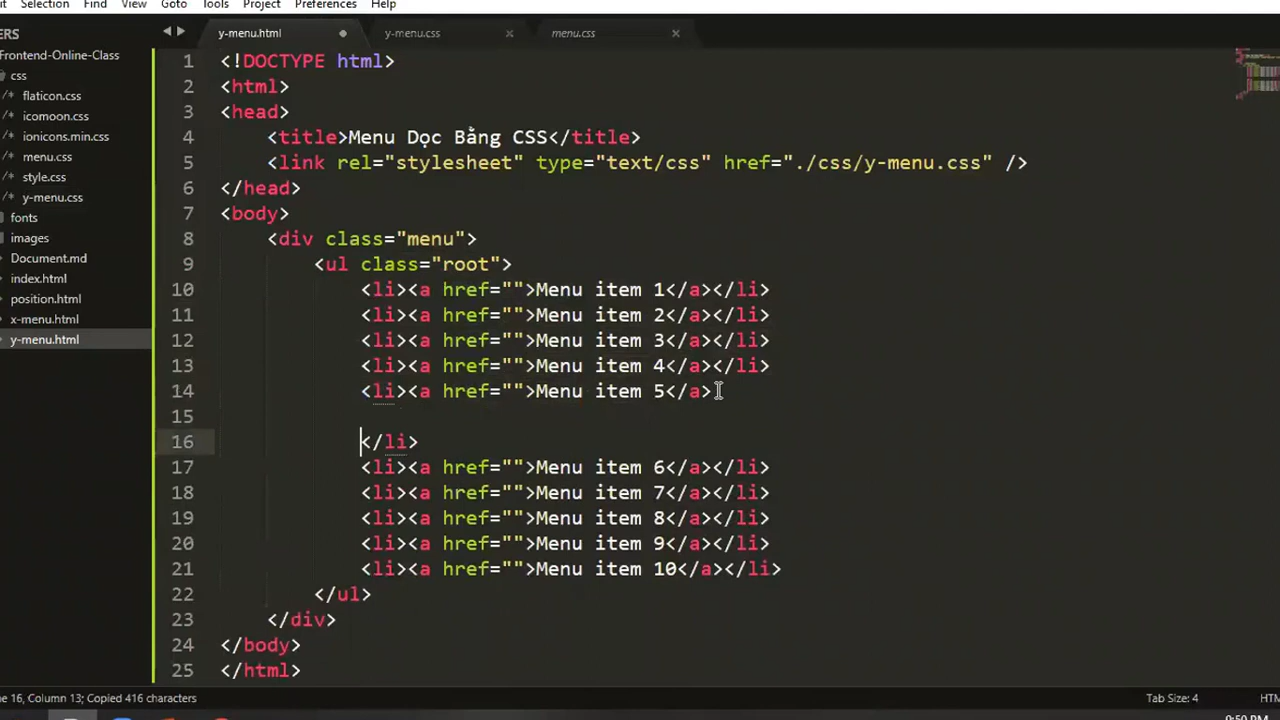 Selection Find View Goto Tools Project Preferences Help
y-menu.html y-menu.css menu.css
Frontend-Online-Class
css
/* flaticon.css
/* icomoon.css
/* ionicons.min.css
/* menu.css
/* style.css
/* y-menu.css
fonts
images
Document.md
index.html
position.html
x-menu.html
y-menu.html
1 <!DOCTYPE html>
2 <html>
3 <head>
4 <title>Menu Dọc Bằng CSS</title>
5 <link rel="stylesheet" type="text/css" href="./css/y-menu.css" />
6 </head>
7 <body>
8 <div class="menu">
9 <ul class="root">
10 <li><a href="">Menu item 1</a></li>
11 <li><a href="">Menu item 2</a></li>
12 <li><a href="">Menu item 3</a></li>
13 <li><a href="">Menu item 4</a></li>
14 <li><a href="">Menu item 5</a>
15
16 </li>
17 <li><a href="">Menu item 6</a></li>
18 <li><a href="">Menu item 7</a></li>
19 <li><a href="">Menu item 8</a></li>
20 <li><a href="">Menu item 9</a></li>
21 <li><a href="">Menu item 10</a></li>
22 </ul>
23 </div>
24 </body>
25 </html>
16, Column 13; Copied 416 characters Tab Size: 4